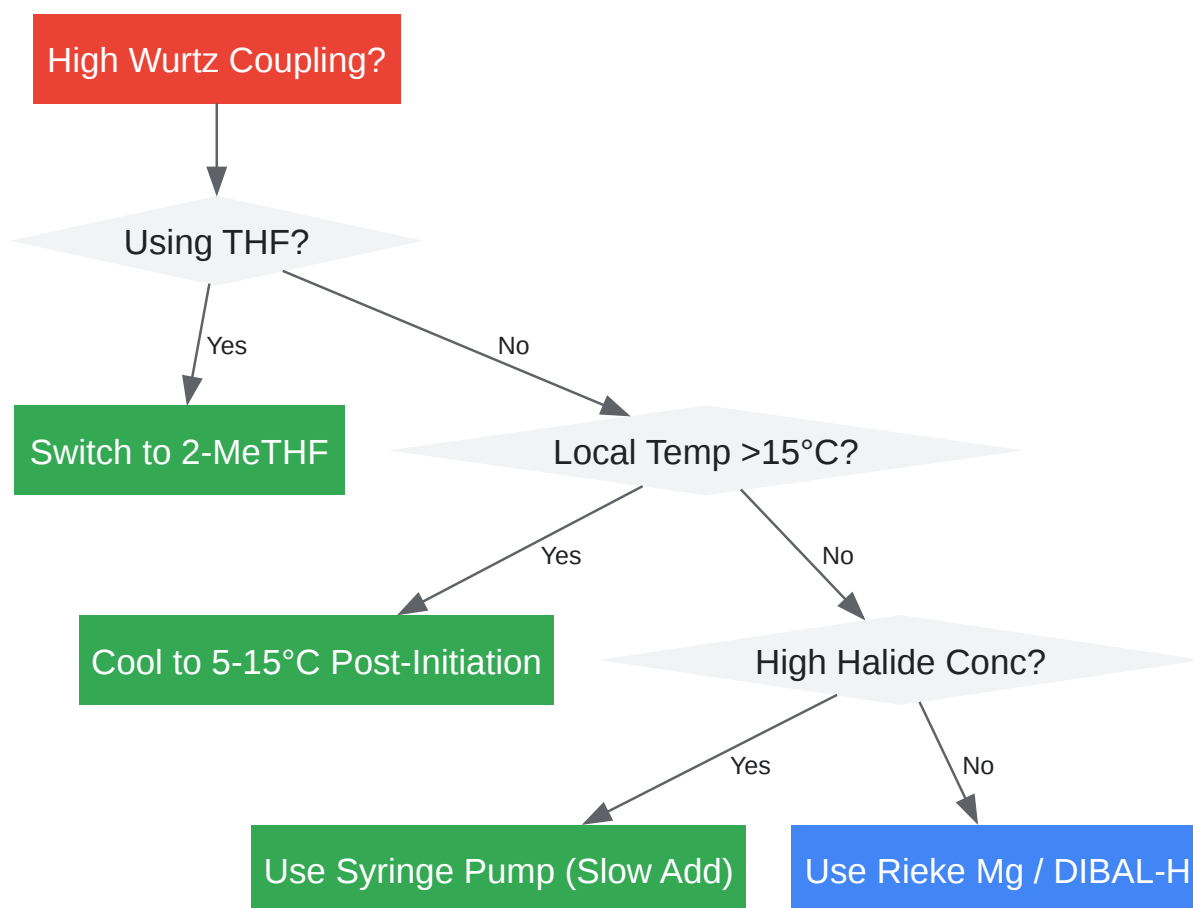 High Wurtz Coupling?
Using THF?
Yes
No
Switch to 2-MeTHF
Local Temp >15°C?
Yes
No
Cool to 5-15°C Post-Initiation
High Halide Conc?
Yes
No
Use Syringe Pump (Slow Add)
Use Rieke Mg / DIBAL-H